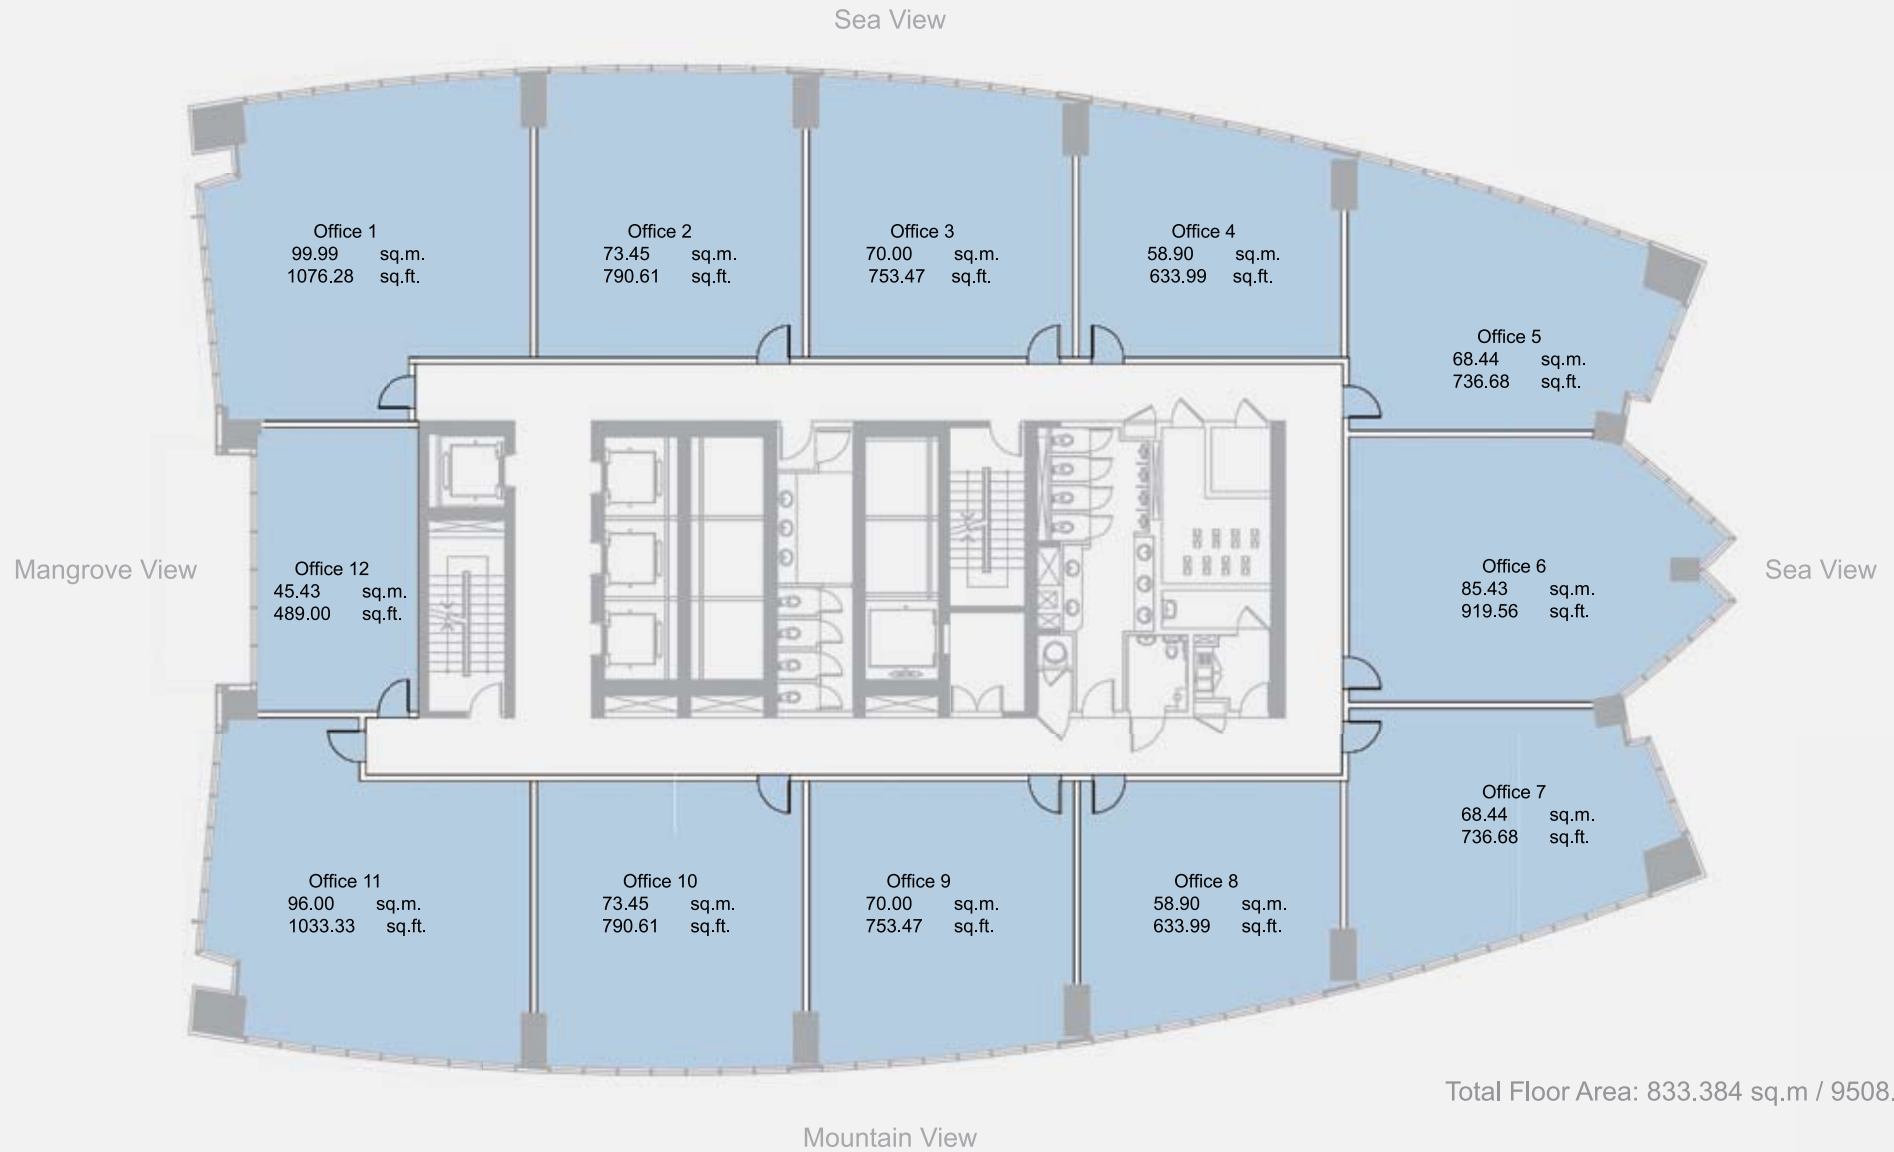 Sea View
Office 1
99.99 sq.m.
1076.28 sq.ft.
Office 2
73.45 sq.m.
790.61 sq.ft.
Office 3
70.00 sq.m.
753.47 sq.ft.
Office 4
58.90 sq.m.
633.99 sq.ft.
Office 5
68.44 sq.m.
736.68 sq.ft.
Mangrove View
Office 12
45.43 sq.m.
489.00 sq.ft.
Office 6
85.43 sq.m.
919.56 sq.ft.
Sea View
Office 7
68.44 sq.m.
736.68 sq.ft.
Office 11
96.00 sq.m.
1033.33 sq.ft.
Office 10
73.45 sq.m.
790.61 sq.ft.
Office 9
70.00 sq.m.
753.47 sq.ft.
Office 8
58.90 sq.m.
633.99 sq.ft.
Total Floor Area: 833.384 sq.m / 9508.
Mountain View